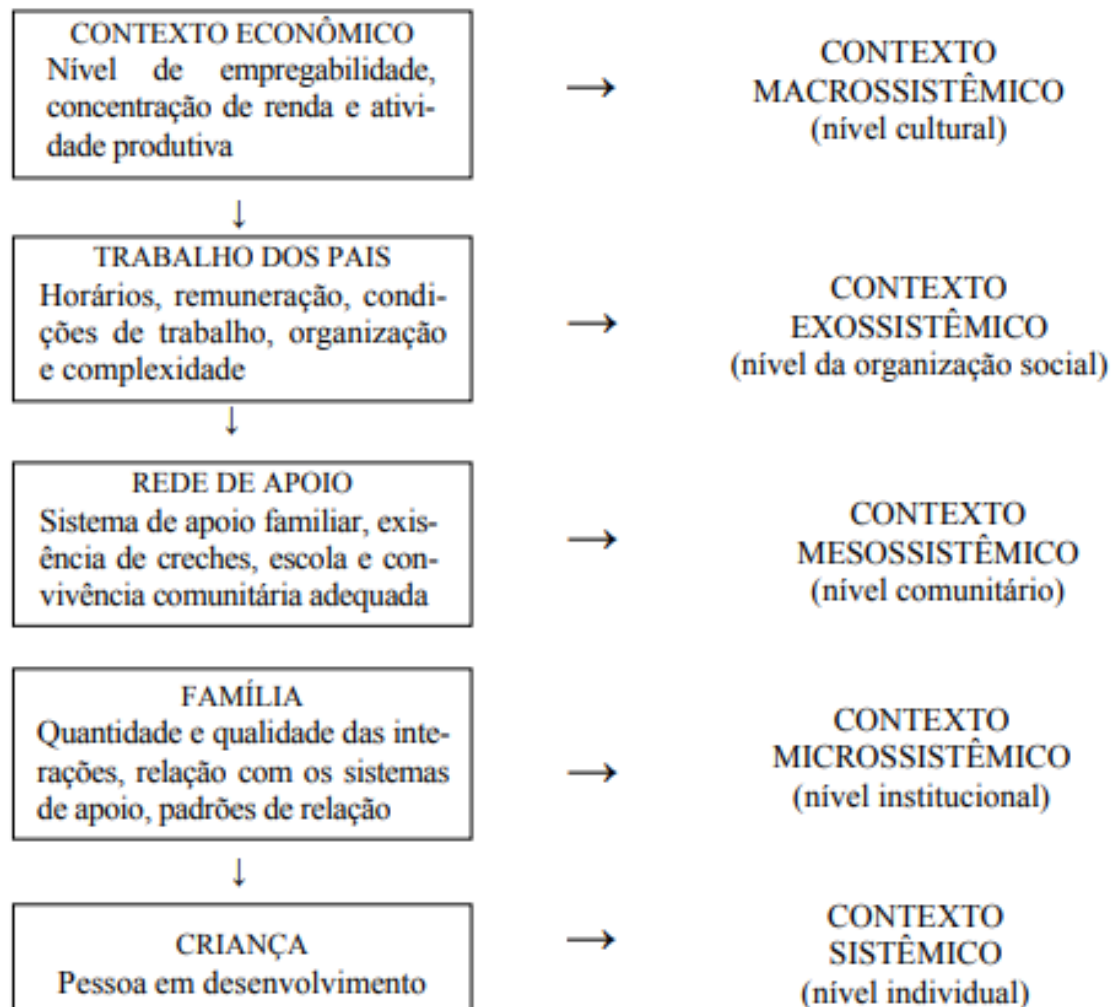 CONTEXTO ECONÔMICO
Nível de empregabilidade,
concentração de renda e ativi-
dade produtiva
→
CONTEXTO
MACROSSISTÊMICO
(nível cultural)
↓
TRABALHO DOS PAIS
Horários, remuneração, condi-
ções de trabalho, organização
e complexidade
→
CONTEXTO
EXOSSISTÊMICO
(nível da organização social)
↓
REDE DE APOIO
Sistema de apoio familiar, exis-
ência de creches, escola e con-
vivência comunitária adequada
→
CONTEXTO
MESOSSISTÊMICO
(nível comunitário)
FAMÍLIA
Quantidade e qualidade das inte-
rações, relação com os sistemas
de apoio, padrões de relação
→
CONTEXTO
MICROSSISTÊMICO
(nível institucional)
↓
CRIANÇA
Pessoa em desenvolvimento
→
CONTEXTO
SISTÊMICO
(nível individual)